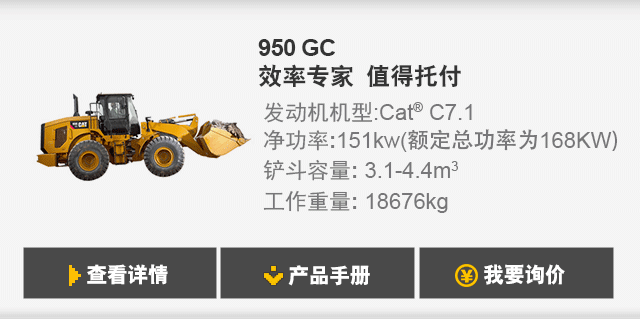 950 GC
效率专家 值得托付
发动机机型:Cat® C7.1
净功率:151kw(额定总功率为168KW)
铲斗容量: 3.1-4.4m³
工作重量: 18676kg
CAT
查看详情
产品手册
我要询价